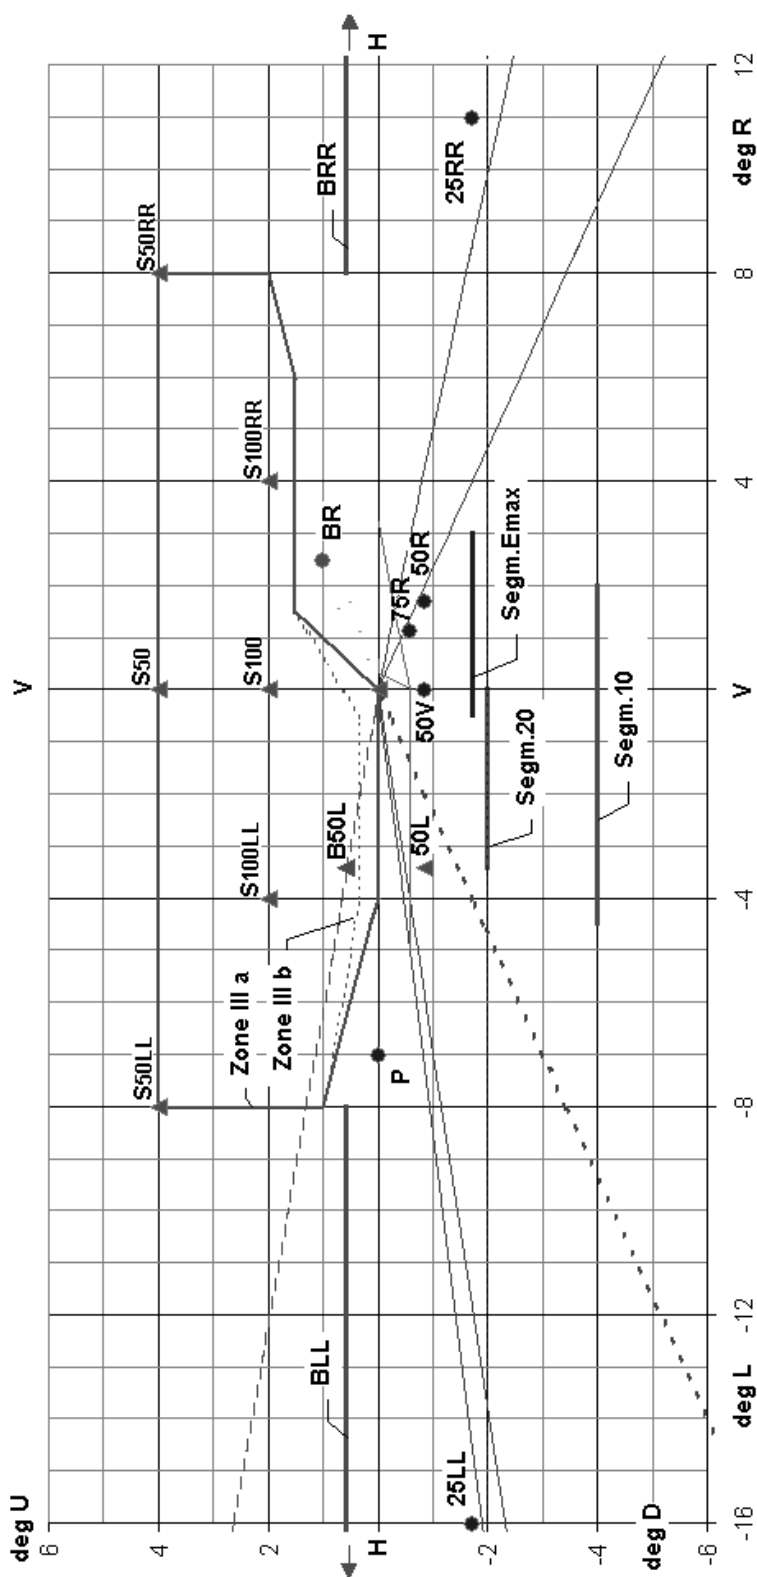 deg U
V
6
4
2
H
-2
-4
-6
deg D
S50LL
S50
S50RR
S100LL
S100
S100RR
Zone III a
Zone III b
BLL
B50L
BR
BRR
H
P
50L
50V
75R
50R
25LL
25RR
Segm.20
Segm.Emax
Segm.10
-16
deg L
-12
-8
-4
V
4
8
deg R
12